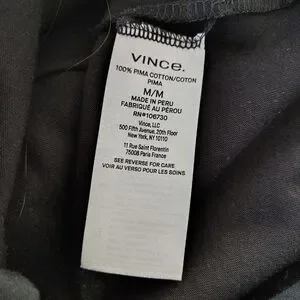 VINCE.
100% PIMA COTTON/COTON
PIMA
M/M
MADE IN PERU
FABRIQUÉ AU PÉROU
RN#106730
Vince, LLC
500 Fifth Avenue, 20th Floor
New York, NY 10110
11 Rue Saint Florentin
75008 Paris France
SEE REVERSE FOR CARE
VOIR AU VERSO POUR LES SOINS